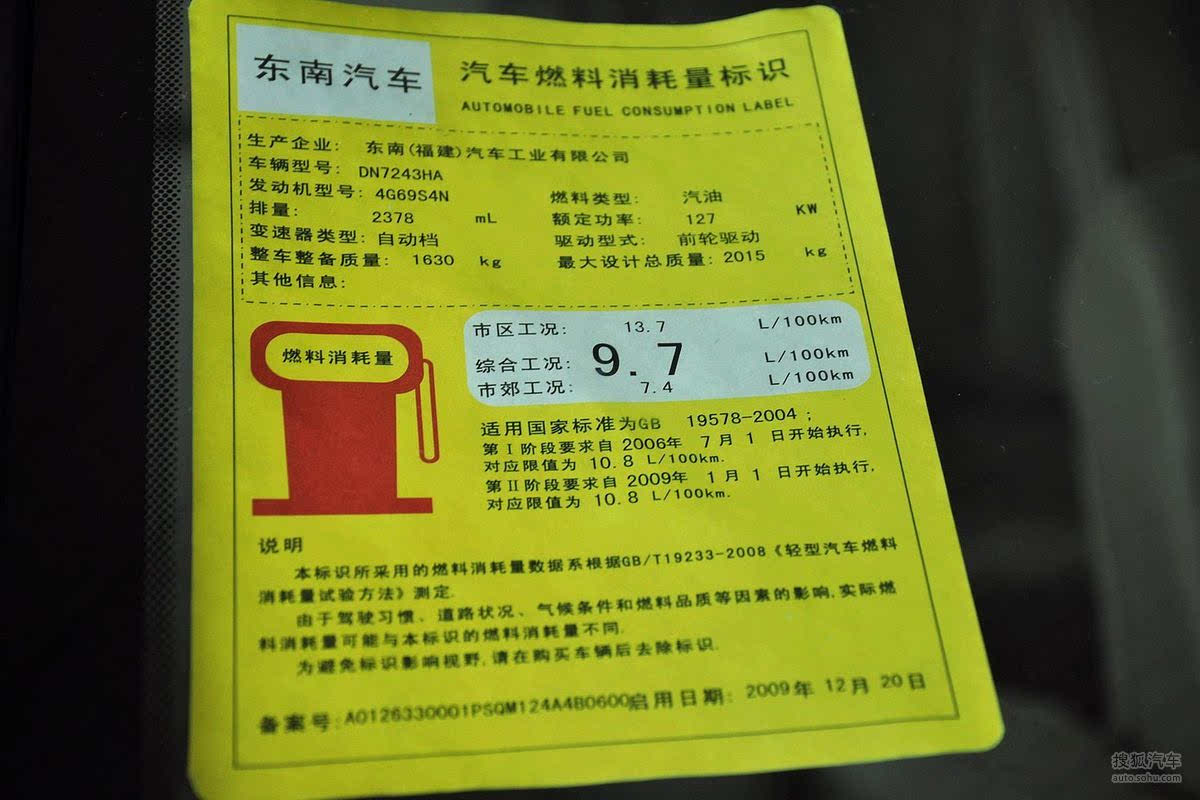 东南汽车
汽车燃料消耗量标识
AUTOMOBILE FUEL CONSUMPTION LABEL
生产企业: 东南(福建)汽车工业有限公司
车辆型号: DN7243HA
发动机型号: 4G69S4N 燃料类型: 汽油
排量: 2378 mL 额定功率: 127 KW
变速器类型: 自动档 驱动型式: 前轮驱动
整车整备质量: 1630 kg 最大设计总质量: 2015 kg
其他信息:
燃料消耗量
市区工况: 13.7 L/100km
综合工况: 9.7 L/100km
市郊工况: 7.4 L/100km
适用国家标准为GB 19578-2004 ;
第Ⅰ阶段要求自 2006年 7月 1 日开始执行,
对应限值为 10.8 L/100km.
第Ⅱ阶段要求自 2009年 1月 1 日开始执行,
对应限值为 10.8 L/100km.
说明
本标识所采用的燃料消耗量数据系根据GB/T19233-2008《轻型汽车燃料
消耗量试验方法》测定.
由于驾驶习惯、道路状况、气候条件和燃料品质等因素的影响,实际燃
料消耗量可能与本标识的燃料消耗量不同.
为避免标识影响视野,请在购买车辆后去除标识.
备案号: A0126330001PSQM124A4B0600 启用日期: 2009年 12月 20日
搜狐汽车
auto.sohu.com